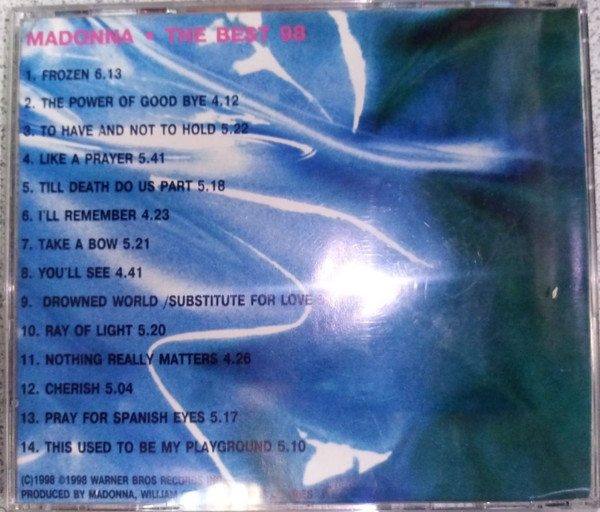 MADONNA • THE BEST 98
1. FROZEN 6.13
2. THE POWER OF GOOD BYE 4.12
3. TO HAVE AND NOT TO HOLD 5.22
4. LIKE A PRAYER 5.41
5. TILL DEATH DO US PART 5.18
6. I'LL REMEMBER 4.23
7. TAKE A BOW 5.21
8. YOU'LL SEE 4.41
9. DROWNED WORLD /SUBSTITUTE FOR LOVE
10. RAY OF LIGHT 5.20
11. NOTHING REALLY MATTERS 4.26
12. CHERISH 5.04
13. PRAY FOR SPANISH EYES 5.17
14. THIS USED TO BE MY PLAYGROUND 5.10
(C)1998 ©1998 WARNER BROS RECORDS
PRODUCED BY MADONNA, WILLIAM